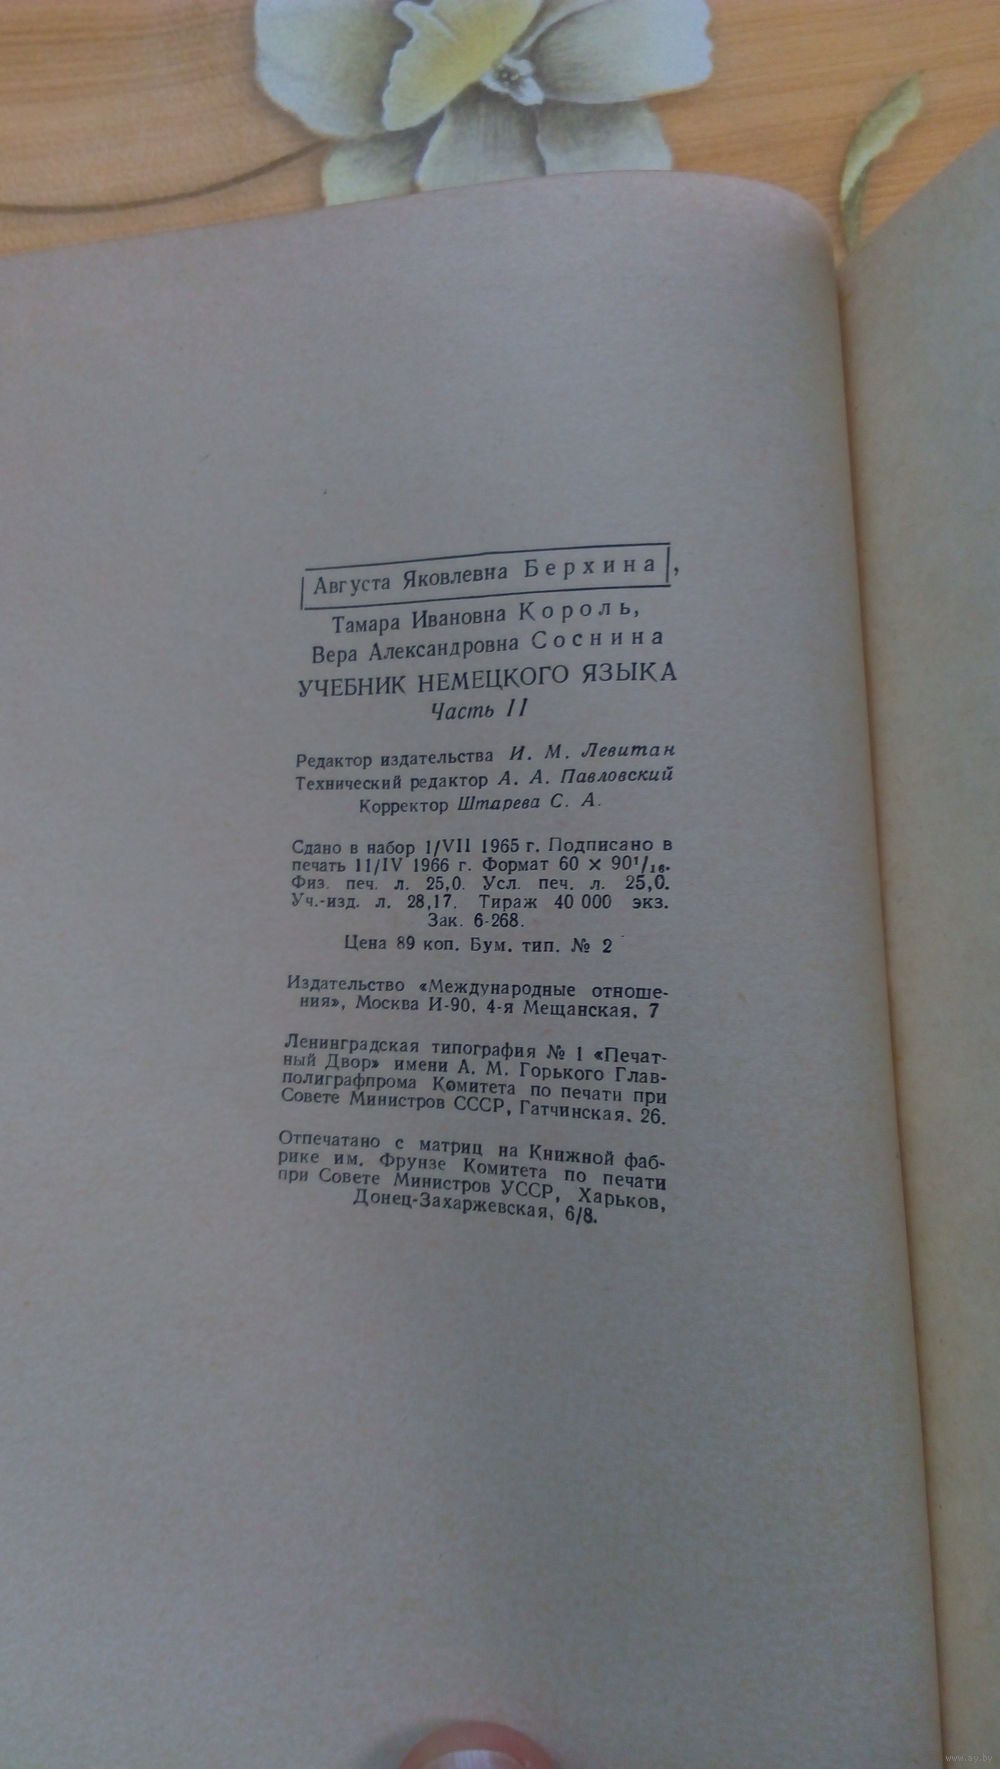 Августа Яковлевна Берхина,
Тамара Ивановна Король,
Вера Александровна Соснина
УЧЕБНИК НЕМЕЦКОГО ЯЗЫКА
Часть II
Редактор издательства И. М. Левитан
Технический редактор А. А. Павловский
Корректор Штарева С. А.
Сдано в набор 1/VII 1965 г. Подписано в
печать 11/IV 1966 г. Формат 60 × 90¹/₁₆.
Физ. печ. л. 25,0. Усл. печ. л. 25,0.
Уч.-изд. л. 28,17. Тираж 40 000 экз.
Зак. 6-268.
Цена 89 коп. Бум. тип. № 2
Издательство «Международные отноше-
ния», Москва И-90, 4-я Мещанская, 7
Ленинградская типография № 1 «Печат-
ный Двор» имени А. М. Горького Глав-
полиграфпрома Комитета по печати при
Совете Министров СССР, Гатчинская, 26.
Отпечатано с матриц на Книжной фаб-
рике им. Фрунзе Комитета по печати
при Совете Министров УССР, Харьков,
Донец-Захаржевская, 6/8.
www.ay.by